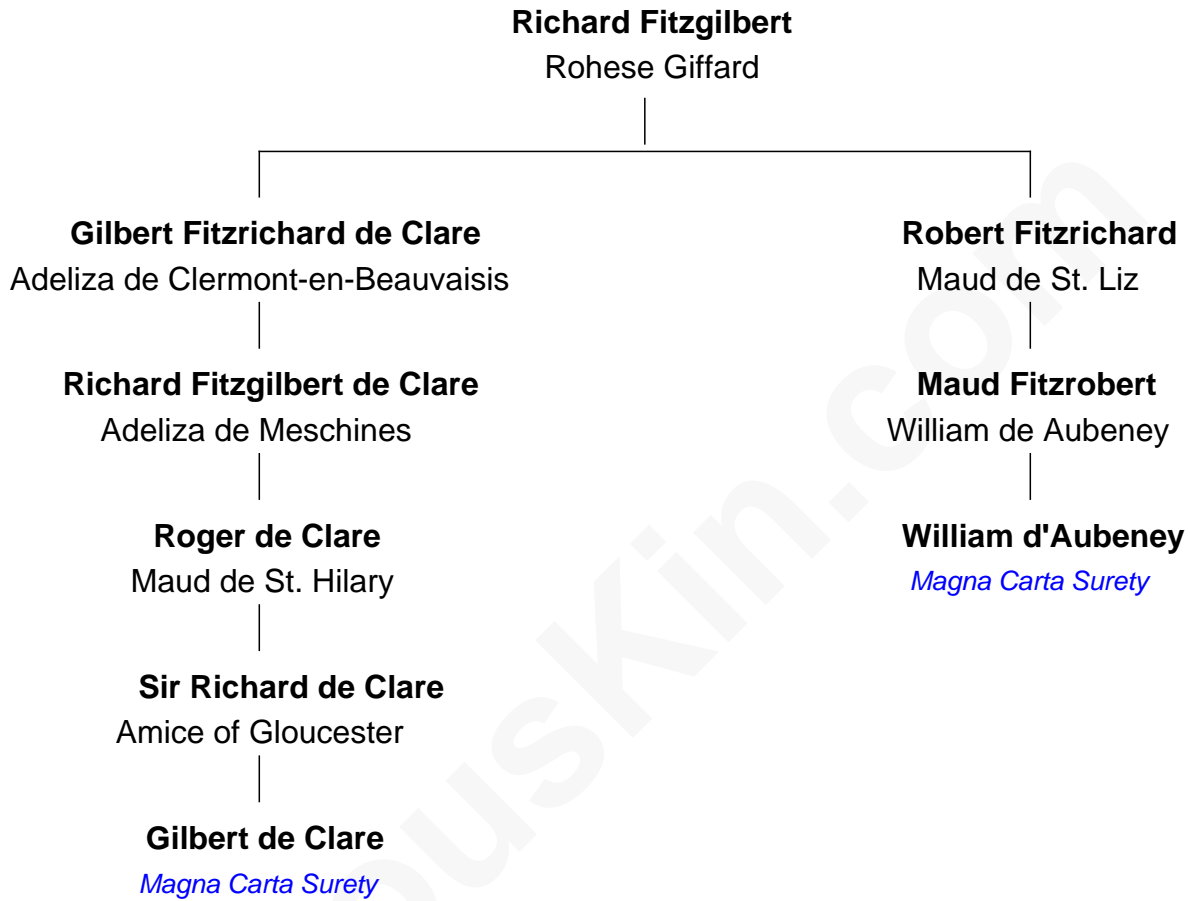 Richard Fitzgilbert
Rohese Giffard
Gilbert Fitzrichard de Clare
Adeliza de Clermont-en-Beauvaisis
Robert Fitzrichard
Maud de St. Liz
Richard Fitzgilbert de Clare
Adeliza de Meschines
Maud Fitzrobert
William de Aubeney
Roger de Clare
Maud de St. Hilary
William d'Aubeney
Magna Carta Surety
Sir Richard de Clare
Amice of Gloucester
Gilbert de Clare
Magna Carta Surety
ousKin.com